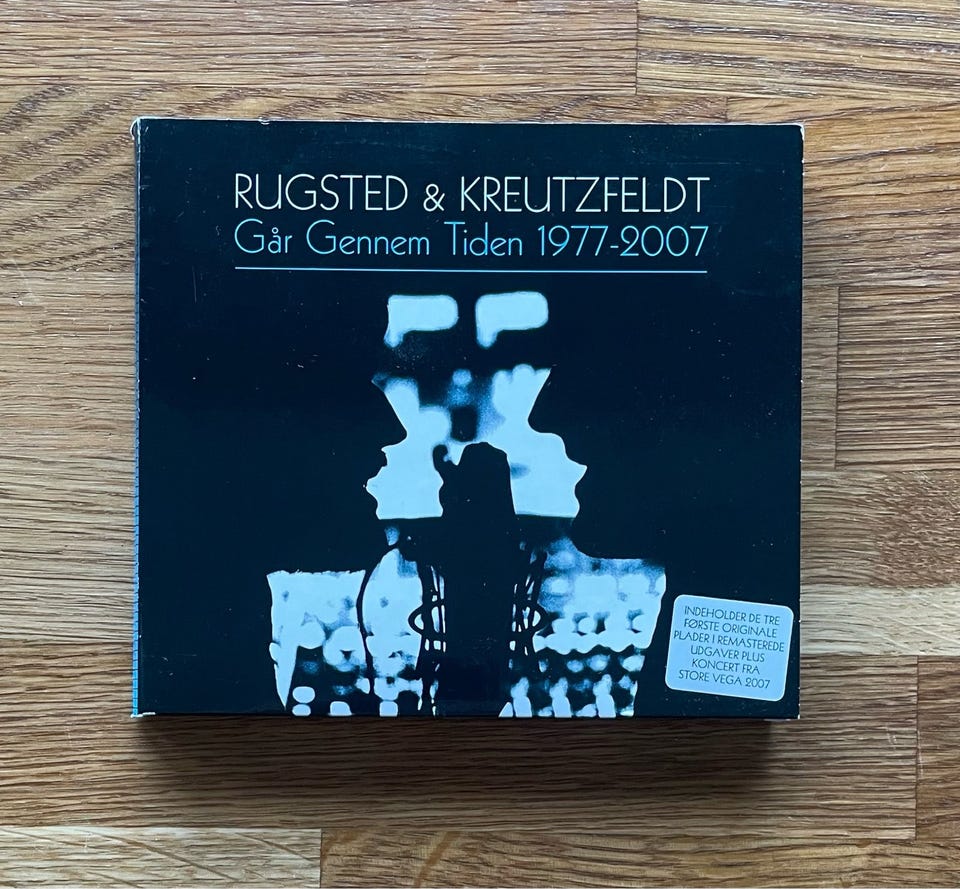 RUGSTED & KREUTZFELDT
Går Gennem Tiden 1977-2007
INDEHOLDER DE TRE
FØRSTE ORIGINALE
PLADER I REMASTEREDE
UDGAVER PLUS
KONCERT FRA
STORE VEGA 2007